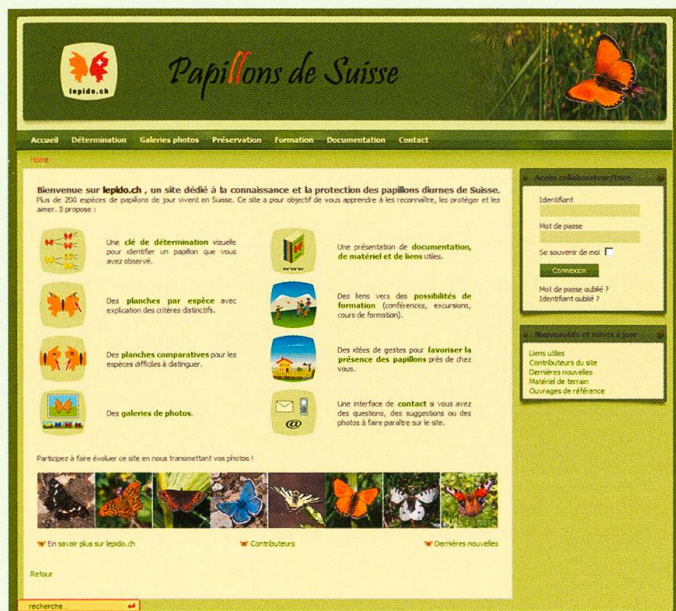 lepido.ch
Papillons de Suisse
Accueil Détermination Galeries photos Préservation Formation Documentation Contact
Home
Bienvenue sur lepido.ch , un site dédié à la connaissance et la protection des papillons diurnes de Suisse.
Plus de 200 espèces de papillons de jour vivent en Suisse. Ce site a pour objectif de vous apprendre à les reconnaître, les protéger et les
aimer. Il propose :
Une clé de détermination visuelle
pour identifier un papillon que vous
avez observé.
www
Une présentation de documentation,
de matériel et de liens utiles.
Des planches par espèce avec
explication des critères distinctifs.
Des liens vers des possibilités de
formation (conférences, excursions,
cours de formation).
Des planches comparatives pour les
espèces difficiles à distinguer.
Des idées de gestes pour favoriser la
présence des papillons près de chez
vous.
Des galeries de photos.
@
Une interface de contact si vous avez
des questions, des suggestions ou des
photos à faire paraître sur le site.
Participez à faire évoluer ce site en nous transmettant vos photos !
En savoir plus sur lepido.ch Contributeurs Dernières nouvelles
Retour
recherche...
Accès collaborateur/trice
Identifiant
Mot de passe
Se souvenir de moi
Connexion
Mot de passe oublié ?
Identifiant oublié ?
Nouveautés et mises à jour
Liens utiles
Contributeurs du site
Dernières nouvelles
Matériel de terrain
Ouvrages de référence